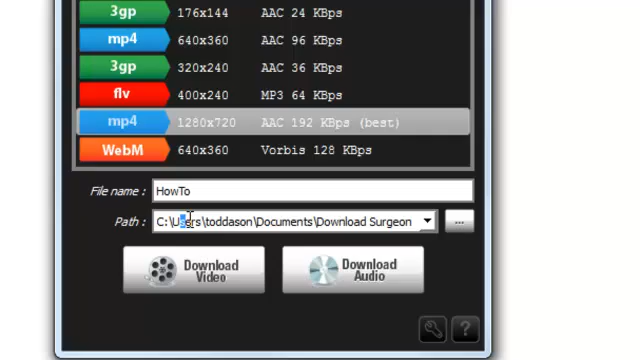 3gp 176x144 AAC 24 KBps
mp4 640x360 AAC 96 KBps
3gp 320x240 AAC 36 KBps
flv 400x240 MP3 64 KBps
mp4 1280x720 AAC 192 KBps (best)
WebM 640x360 Vorbis 128 KBps
File name : HowTo
Path : C:\Users\toddason\Documents\Download Surgeon ...
Download Video
Download Audio
?